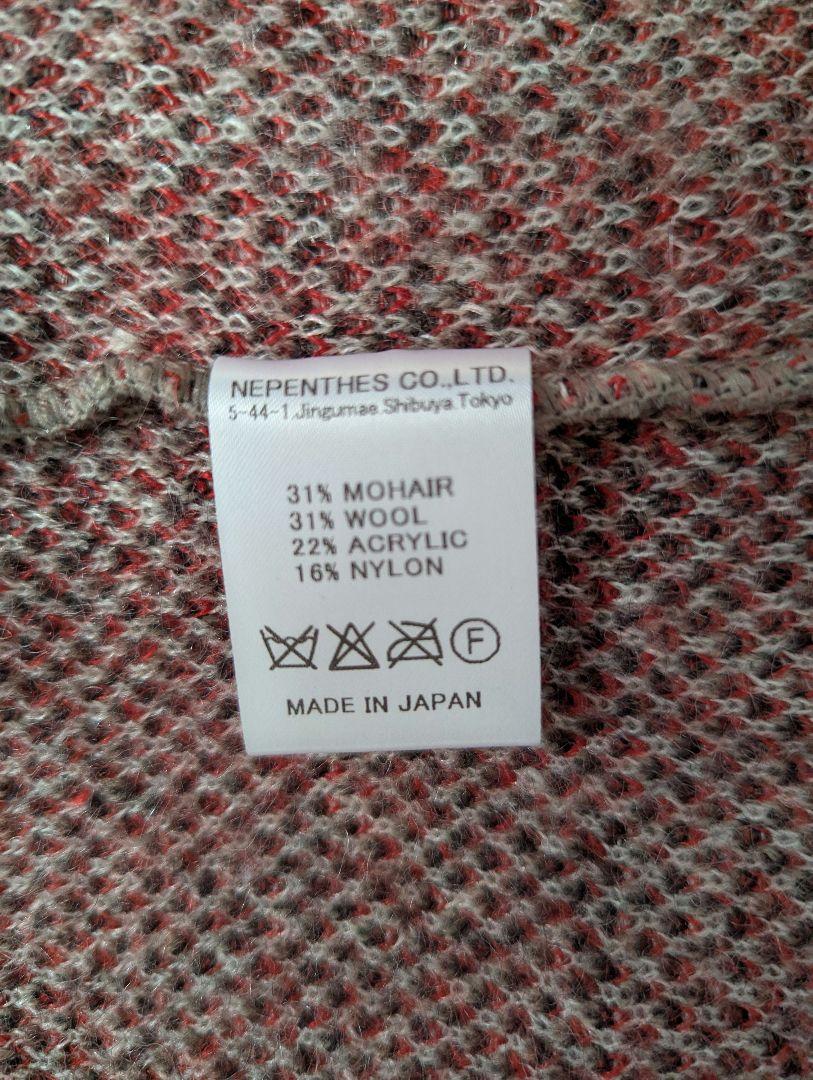 NEPENTHES CO.,LTD.
5-44-1 Jingumae.Shibuya.Tokyo
31% MOHAIR
31% WOOL
22% ACRYLIC
16% NYLON
F
MADE IN JAPAN